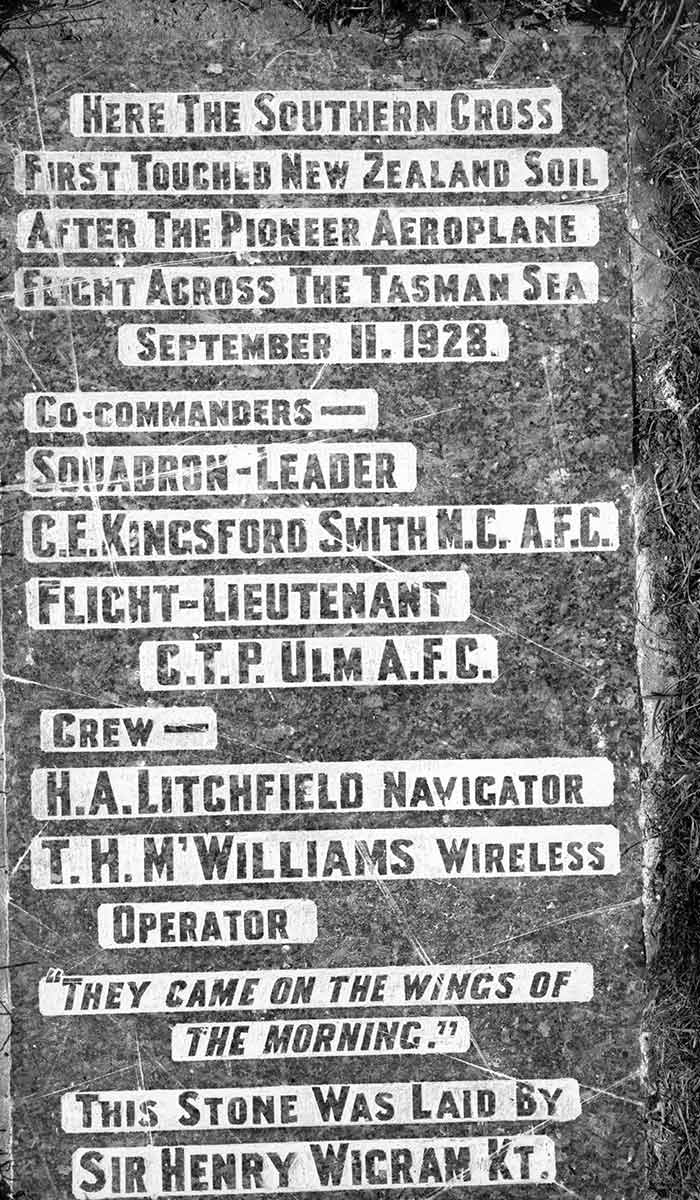 HERE THE SOUTHERN CROSS
FIRST TOUCHED NEW ZEALAND SOIL
AFTER THE PIONEER AEROPLANE
FLIGHT ACROSS THE TASMAN SEA
SEPTEMBER 11. 1928.
CO-COMMANDERS —
SQUADRON-LEADER
C.E. KINGSFORD SMITH M.C. A.F.C.
FLIGHT-LIEUTENANT
C.T.P. ULM A.F.C.
CREW —
H.A. LITCHFIELD NAVIGATOR
T.H. M'WILLIAMS WIRELESS
OPERATOR
"THEY CAME ON THE WINGS OF
THE MORNING."
THIS STONE WAS LAID BY
SIR HENRY WIGRAM KT.